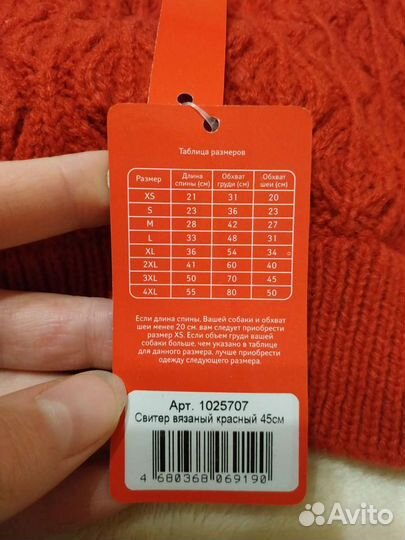 Таблица размеров
Размер Длина спины (см) Обхват груди (см) Обхват шеи (см)
XS 21 31 20
S 23 36 23
M 28 42 27
L 33 48 31
XL 36 54 34
2XL 41 60 40
3XL 50 70 45
4XL 55 80 50
Если длина спины, Вашей собаки и обхват
шеи менее 20 см, вам следует приобрести
размер XS. Если объем груди вашей
собаки больше, чем указано в таблице
для данного размера, лучше приобрести
одежду следующего размера.
Арт. 1025707
Свитер вязаный красный 45см
4 680368 069190
Avito